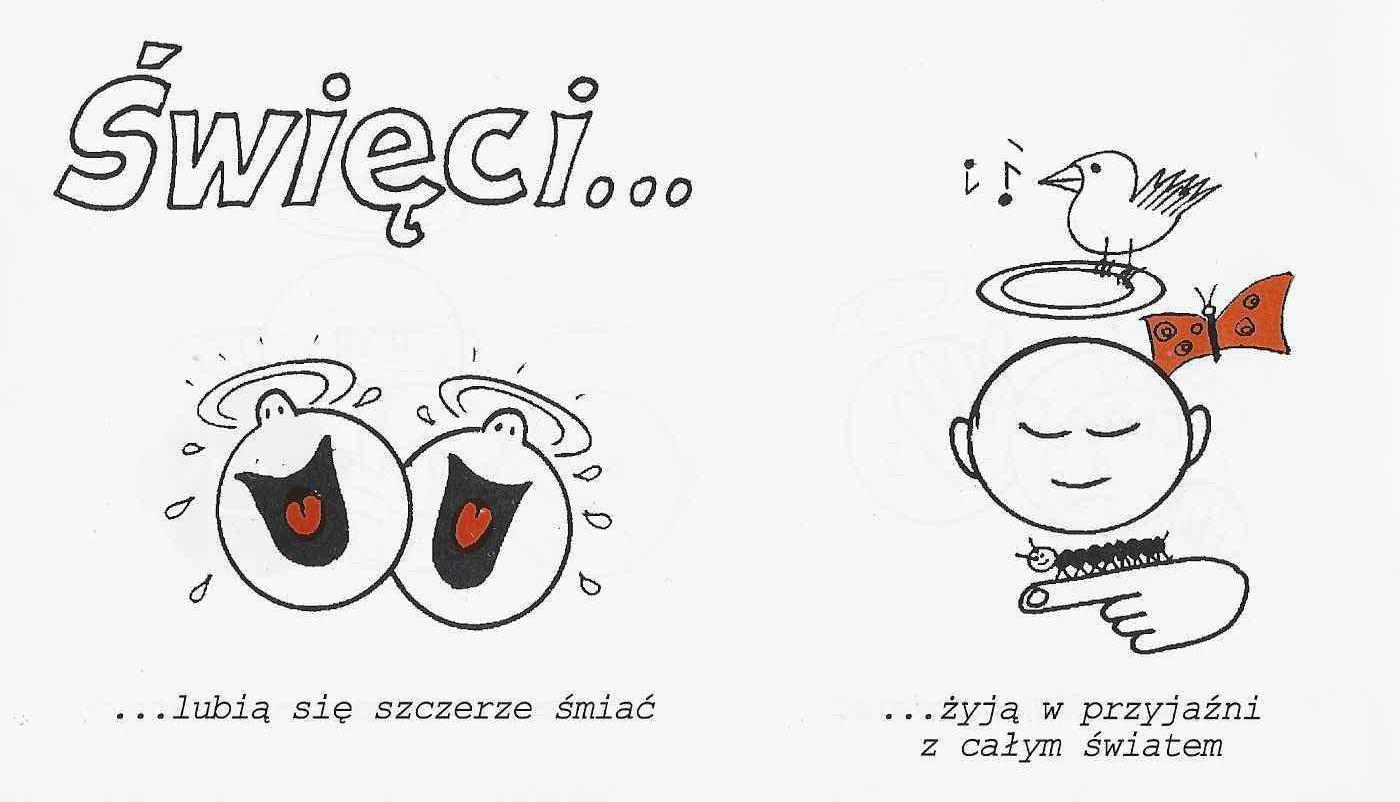 Święci...
...lubią się szczerze śmiać
...żyją w przyjaźni
z całym światem